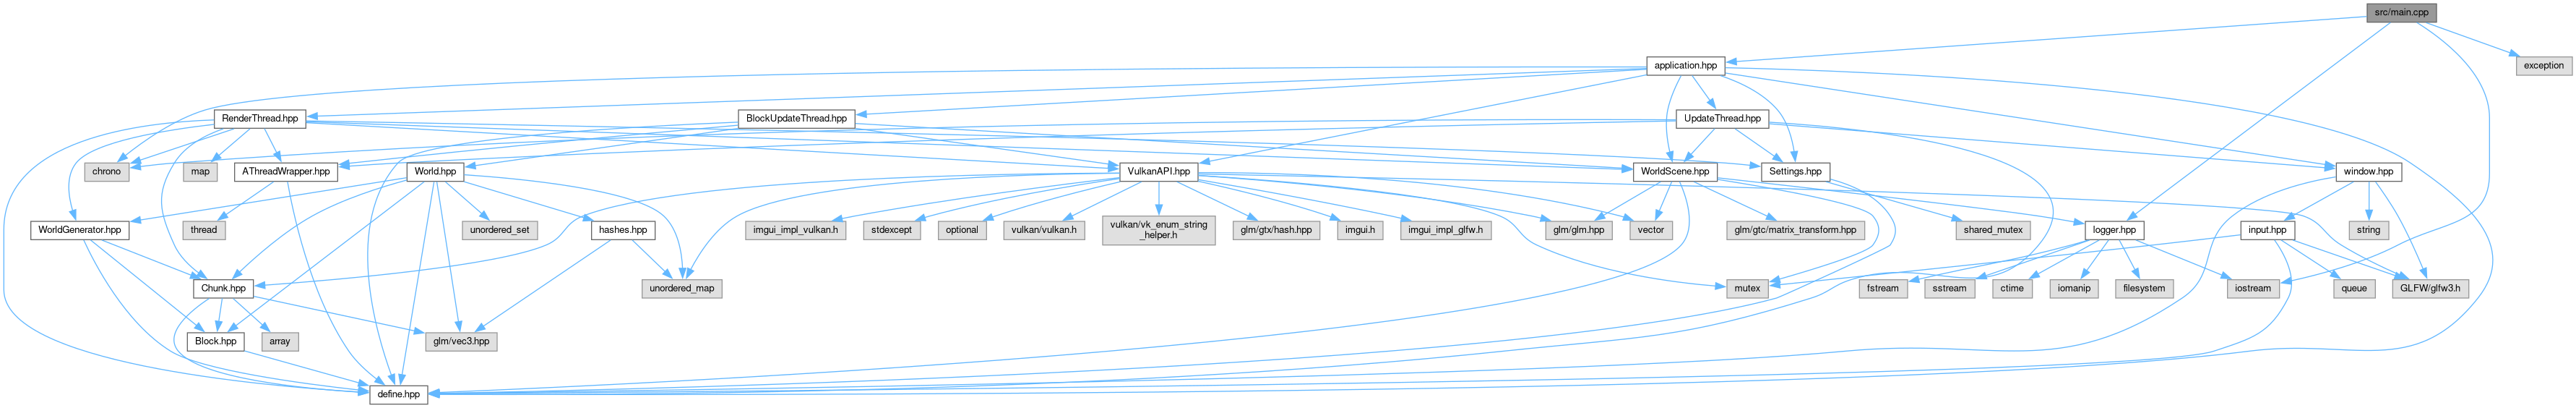 src/main.cpp
application.hpp
exception
RenderThread.hpp
BlockUpdateThread.hpp
UpdateThread.hpp
chrono
map
AThreadWrapper.hpp
World.hpp
VulkanAPI.hpp
WorldScene.hpp
Settings.hpp
window.hpp
WorldGenerator.hpp
thread
unordered_set
hashes.hpp
imgui_impl_vulkan.h
stdexcept
optional
vulkan/vulkan.h
vulkan/vk_enum_string
_helper.h
glm/gtx/hash.hpp
imgui.h
imgui_impl_glfw.h
glm/glm.hpp
vector
glm/gtc/matrix_transform.hpp
shared_mutex
logger.hpp
input.hpp
string
Chunk.hpp
unordered_map
mutex
fstream
sstream
ctime
iomanip
filesystem
iostream
queue
GLFW/glfw3.h
Block.hpp
array
glm/vec3.hpp
define.hpp